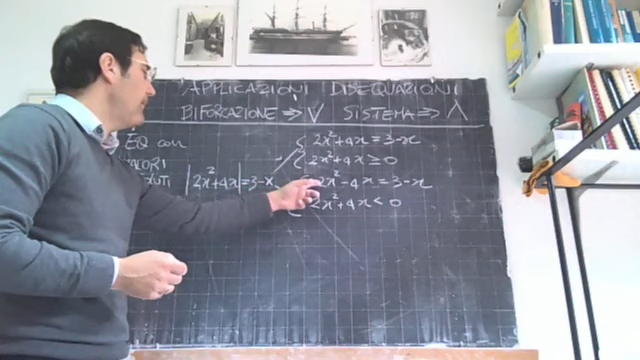 APPLICAZIONI DISEQUAZIONI
BIFORCAZIONE => V SISTEMA => Λ
EQ con
|2x²+4x|=3-x
2x²+4x=3-x
2x²+4x≥0
2x²-4x=3-x
2x²+4x<0